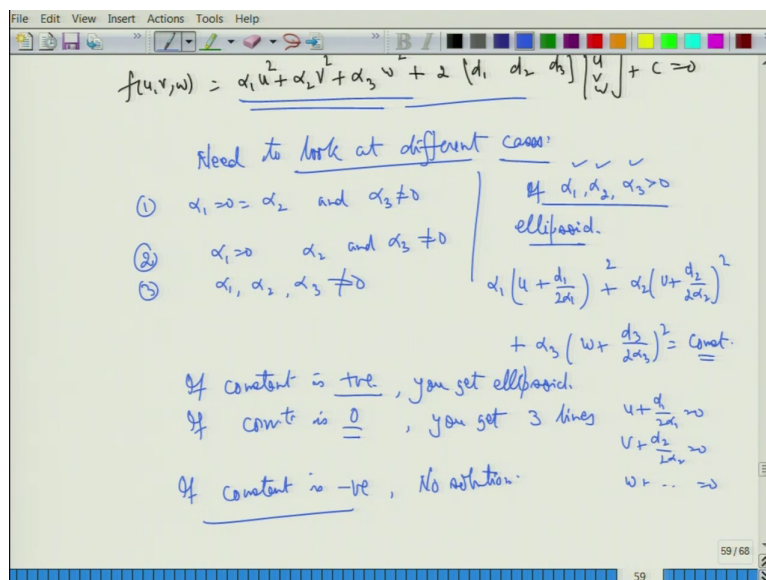 File Edit View Insert Actions Tools Help
f(u,v,w) = α₁u² + α₂v² + α₃w² + 2 [d₁ d₂ d₃] [u v w] + C = 0
Need to look at different cases:
① α₁ = 0 = α₂ and α₃ ≠ 0
② α₁ = 0 α₂ and α₃ ≠ 0
③ α₁, α₂, α₃ ≠ 0
If α₁, α₂, α₃ > 0
ellipsoid.
α₁(u + d₁/2α₁)² + α₂(v + d₂/2α₂)²
+ α₃(w + d₃/2α₃)² = Const.
If constant is +ve, you get ellipsoid.
If constt is 0, you get 3 lines u + d₁/2α₁ = 0
v + d₂/2α₂ = 0
w + .. = 0
If constant is -ve, No solution.
59 / 68
59